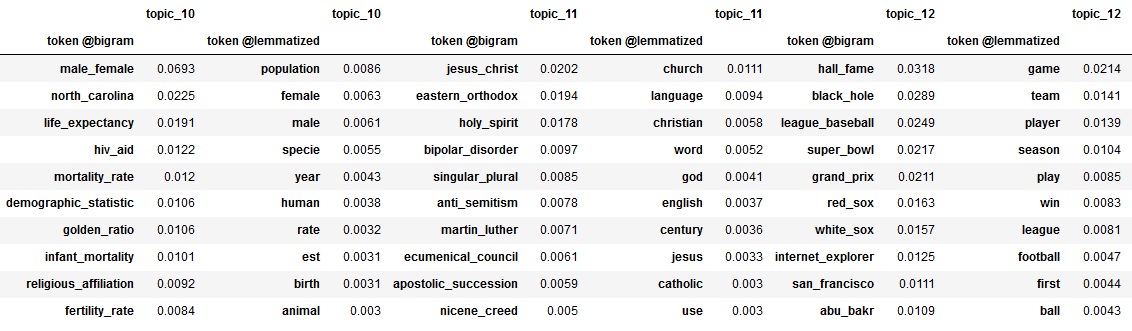 topic_10 topic_10 topic_11 topic_11 topic_12 topic_12
token @bigram token @lemmatized token @bigram token @lemmatized token @bigram token @lemmatized
male_female 0.0693 population 0.0086 jesus_christ 0.0202 church 0.0111 hall_fame 0.0318 game 0.0214
north_carolina 0.0225 female 0.0063 eastern_orthodox 0.0194 language 0.0094 black_hole 0.0289 team 0.0141
life_expectancy 0.0191 male 0.0061 holy_spirit 0.0178 christian 0.0058 league_baseball 0.0249 player 0.0139
hiv_aid 0.0122 specie 0.0055 bipolar_disorder 0.0097 word 0.0052 super_bowl 0.0217 season 0.0104
mortality_rate 0.012 year 0.0043 singular_plural 0.0085 god 0.0041 grand_prix 0.0211 play 0.0085
demographic_statistic 0.0106 human 0.0038 anti_semitism 0.0078 english 0.0037 red_sox 0.0163 win 0.0083
golden_ratio 0.0106 rate 0.0032 martin_luther 0.0071 century 0.0036 white_sox 0.0157 league 0.0081
infant_mortality 0.0101 est 0.0031 ecumenical_council 0.0061 jesus 0.0033 internet_explorer 0.0125 football 0.0047
religious_affiliation 0.0092 birth 0.0031 apostolic_succession 0.0059 catholic 0.003 san_francisco 0.0111 first 0.0044
fertility_rate 0.0084 animal 0.003 nicene_creed 0.005 use 0.003 abu_bakr 0.0109 ball 0.0043